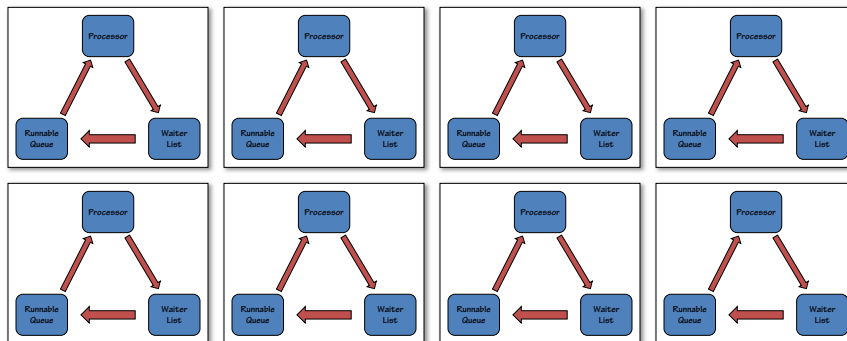 Processor
Processor
Processor
Processor
Runnable Queue
Waiter List
Runnable Queue
Waiter List
Runnable Queue
Waiter List
Runnable Queue
Waiter List
Processor
Processor
Processor
Processor
Runnable Queue
Waiter List
Runnable Queue
Waiter List
Runnable Queue
Waiter List
Runnable Queue
Waiter List